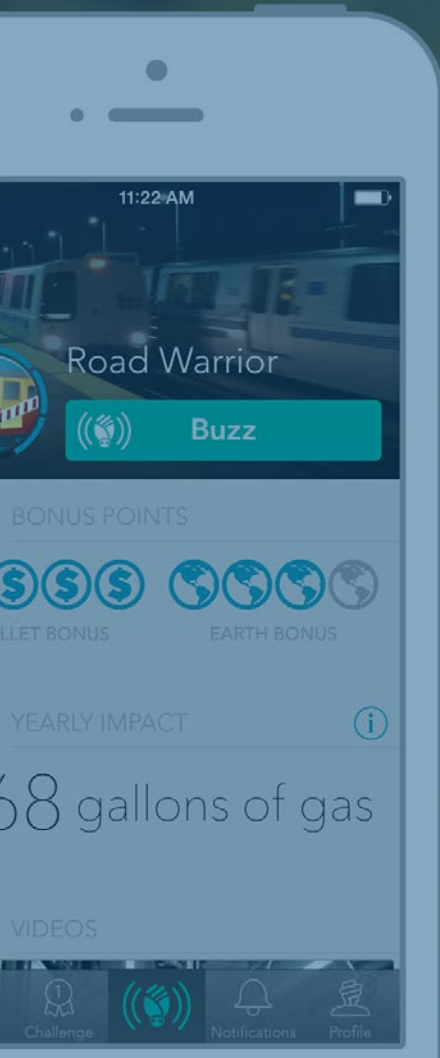 11:22 AM
Road Warrior
Buzz
BONUS POINTS
$ $ $
LLET BONUS
EARTH BONUS
YEARLY IMPACT
i
68 gallons of gas
VIDEOS
1
Challenge
Notifications
Profile